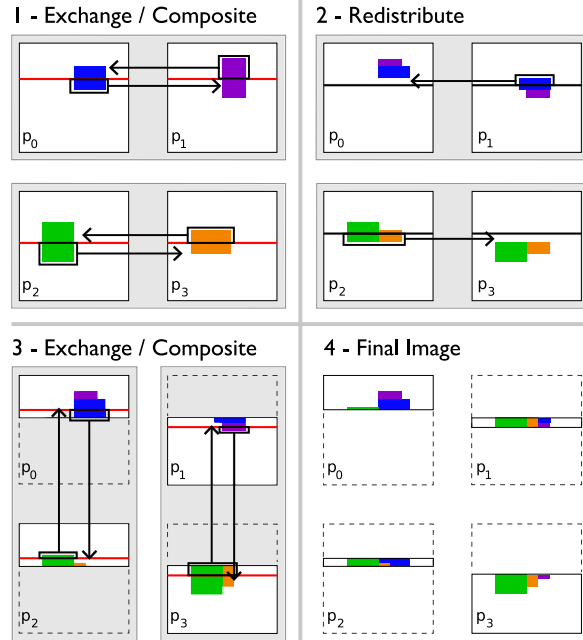 1 - Exchange / Composite
p0
p1
p2
p3
2 - Redistribute
p0
p1
p2
p3
3 - Exchange / Composite
p0
p1
p2
p3
4 - Final Image
p0
p1
p2
p3